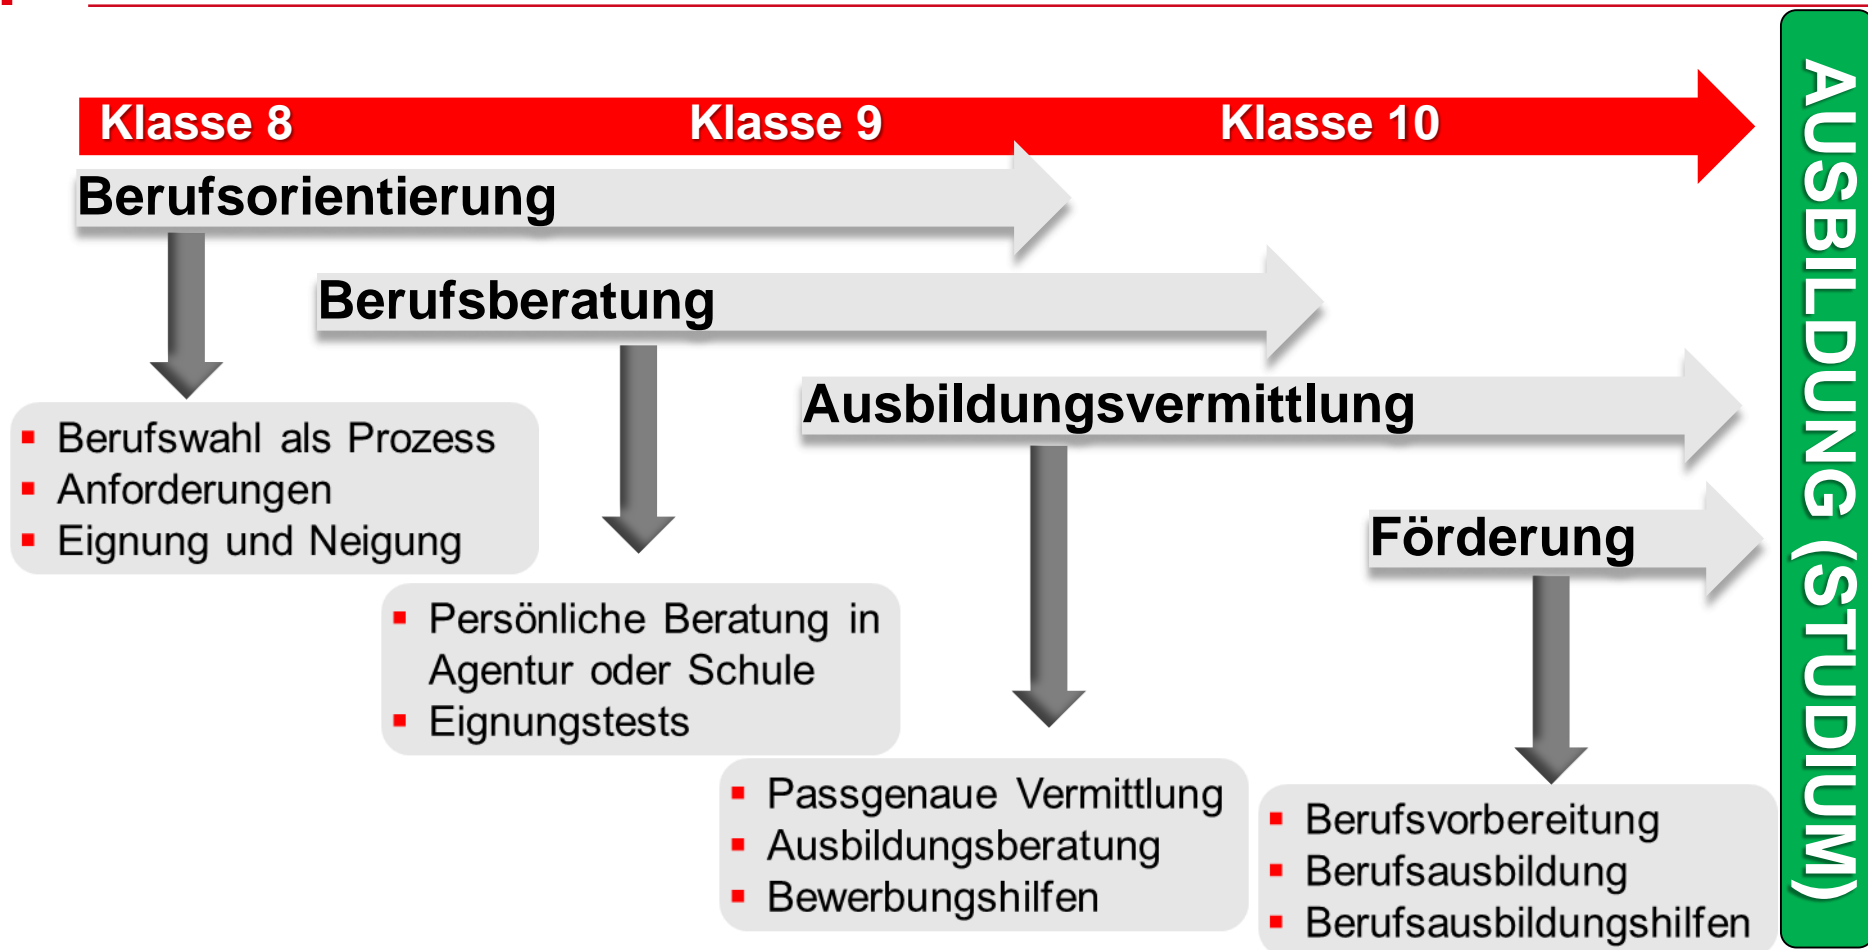 Klasse 8 Klasse 9 Klasse 10
Berufsorientierung
Berufsberatung
Ausbildungsvermittlung
Förderung
Berufswahl als Prozess
Anforderungen
Eignung und Neigung
Persönliche Beratung in
Agentur oder Schule
Eignungstests
Passgenaue Vermittlung
Ausbildungsberatung
Bewerbungshilfen
Berufsvorbereitung
Berufsausbildung
Berufsausbildungshilfen
AUSBILDUNG (STUDIUM)